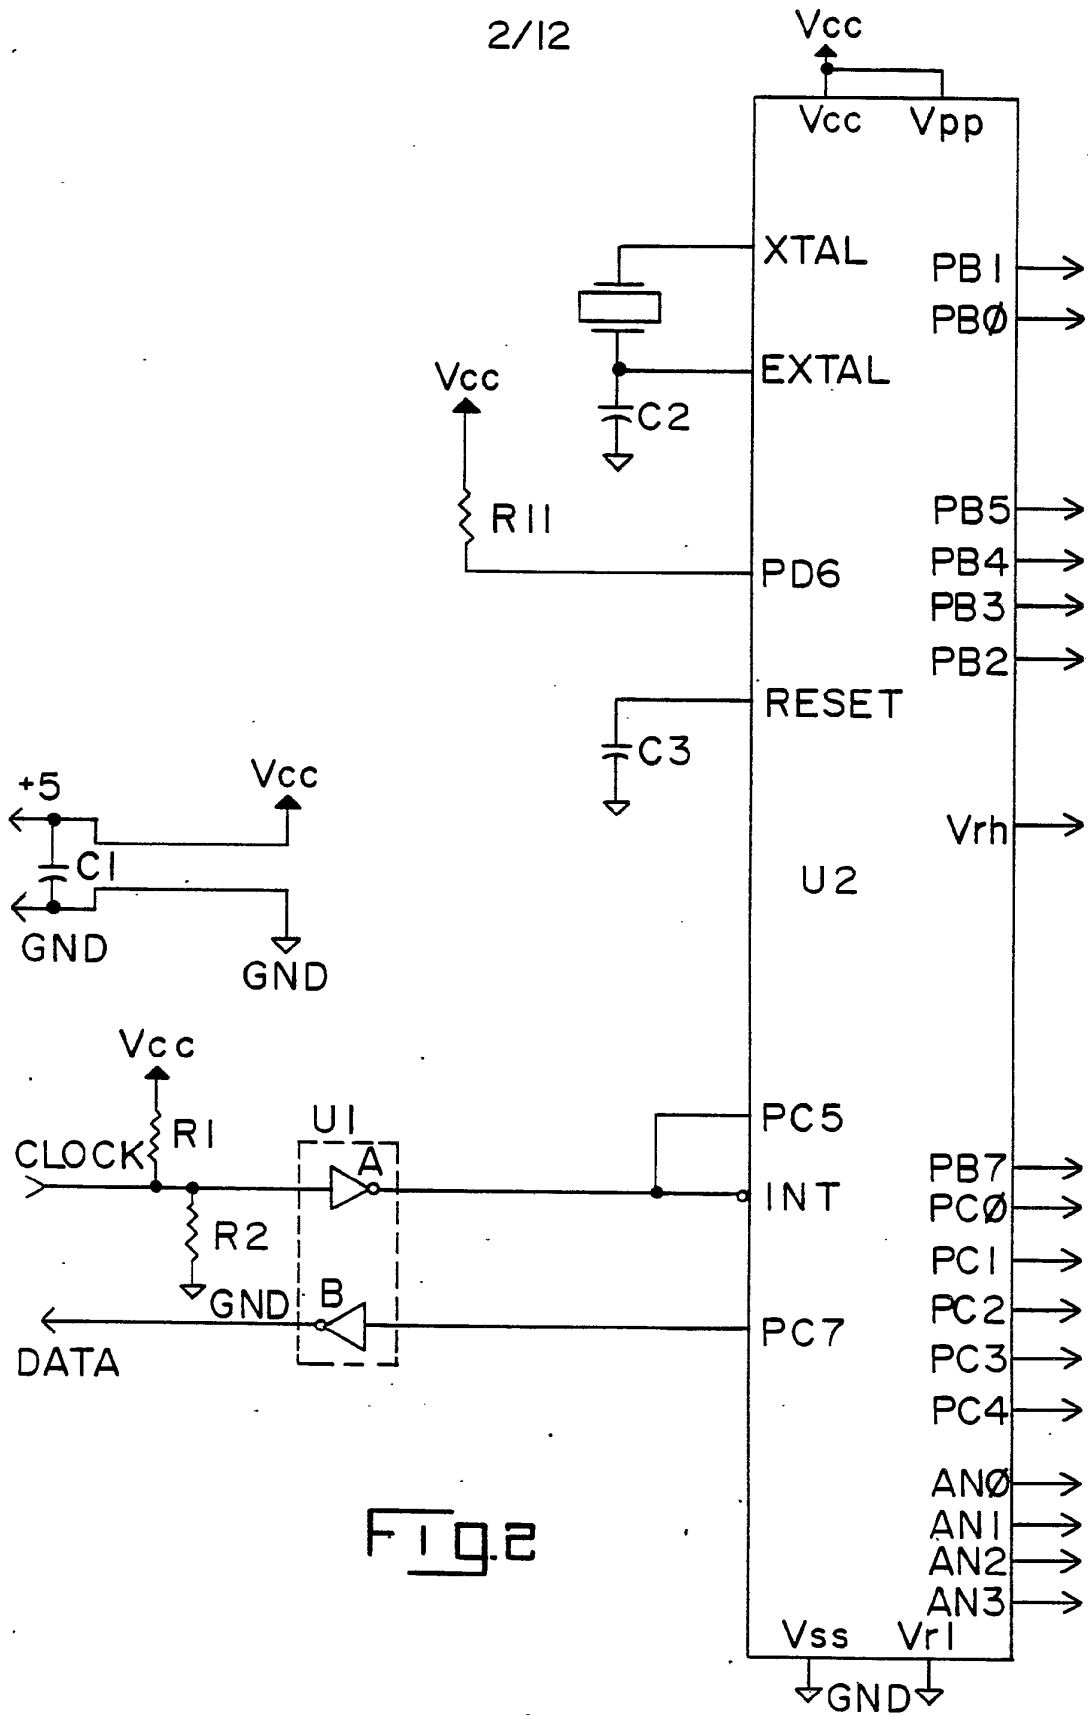 2/12
Vcc
Vcc Vpp
XTAL
PB1
PBØ
EXTAL
Vcc
C2
R11
PB5
PD6
PB4
PB3
PB2
RESET
C3
+5
Vcc
Vrh
C1
U2
GND
GND
Vcc
R1
U1
PC5
CLOCK
A
PB7
INT
PCØ
R2
PC1
GND
B
PC2
PC7
DATA
PC3
PC4
ANØ
AN1
Fig.2
AN2
AN3
Vss Vrl
GND